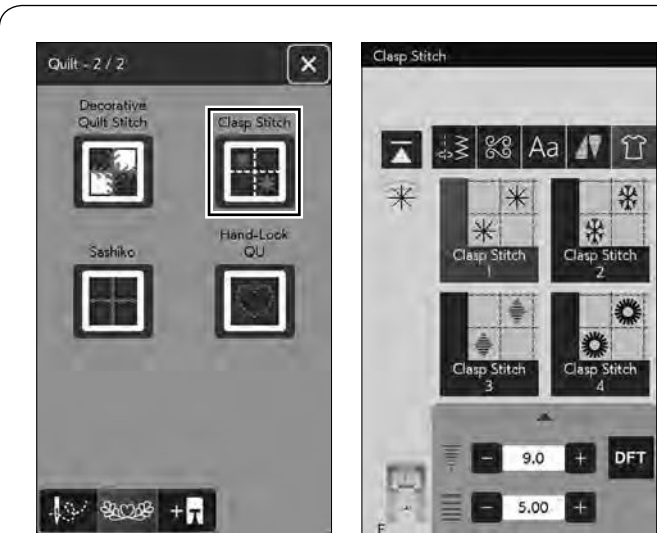 Quilt - 2 / 2
Decorative
Quilt Stitch
Clasp Stitch
Sashiko
Hand-Look
QU
Clasp Stitch
Aa
Clasp Stitch
1
Clasp Stitch
2
Clasp Stitch
3
Clasp Stitch
4
9.0
DFT
5.00
F